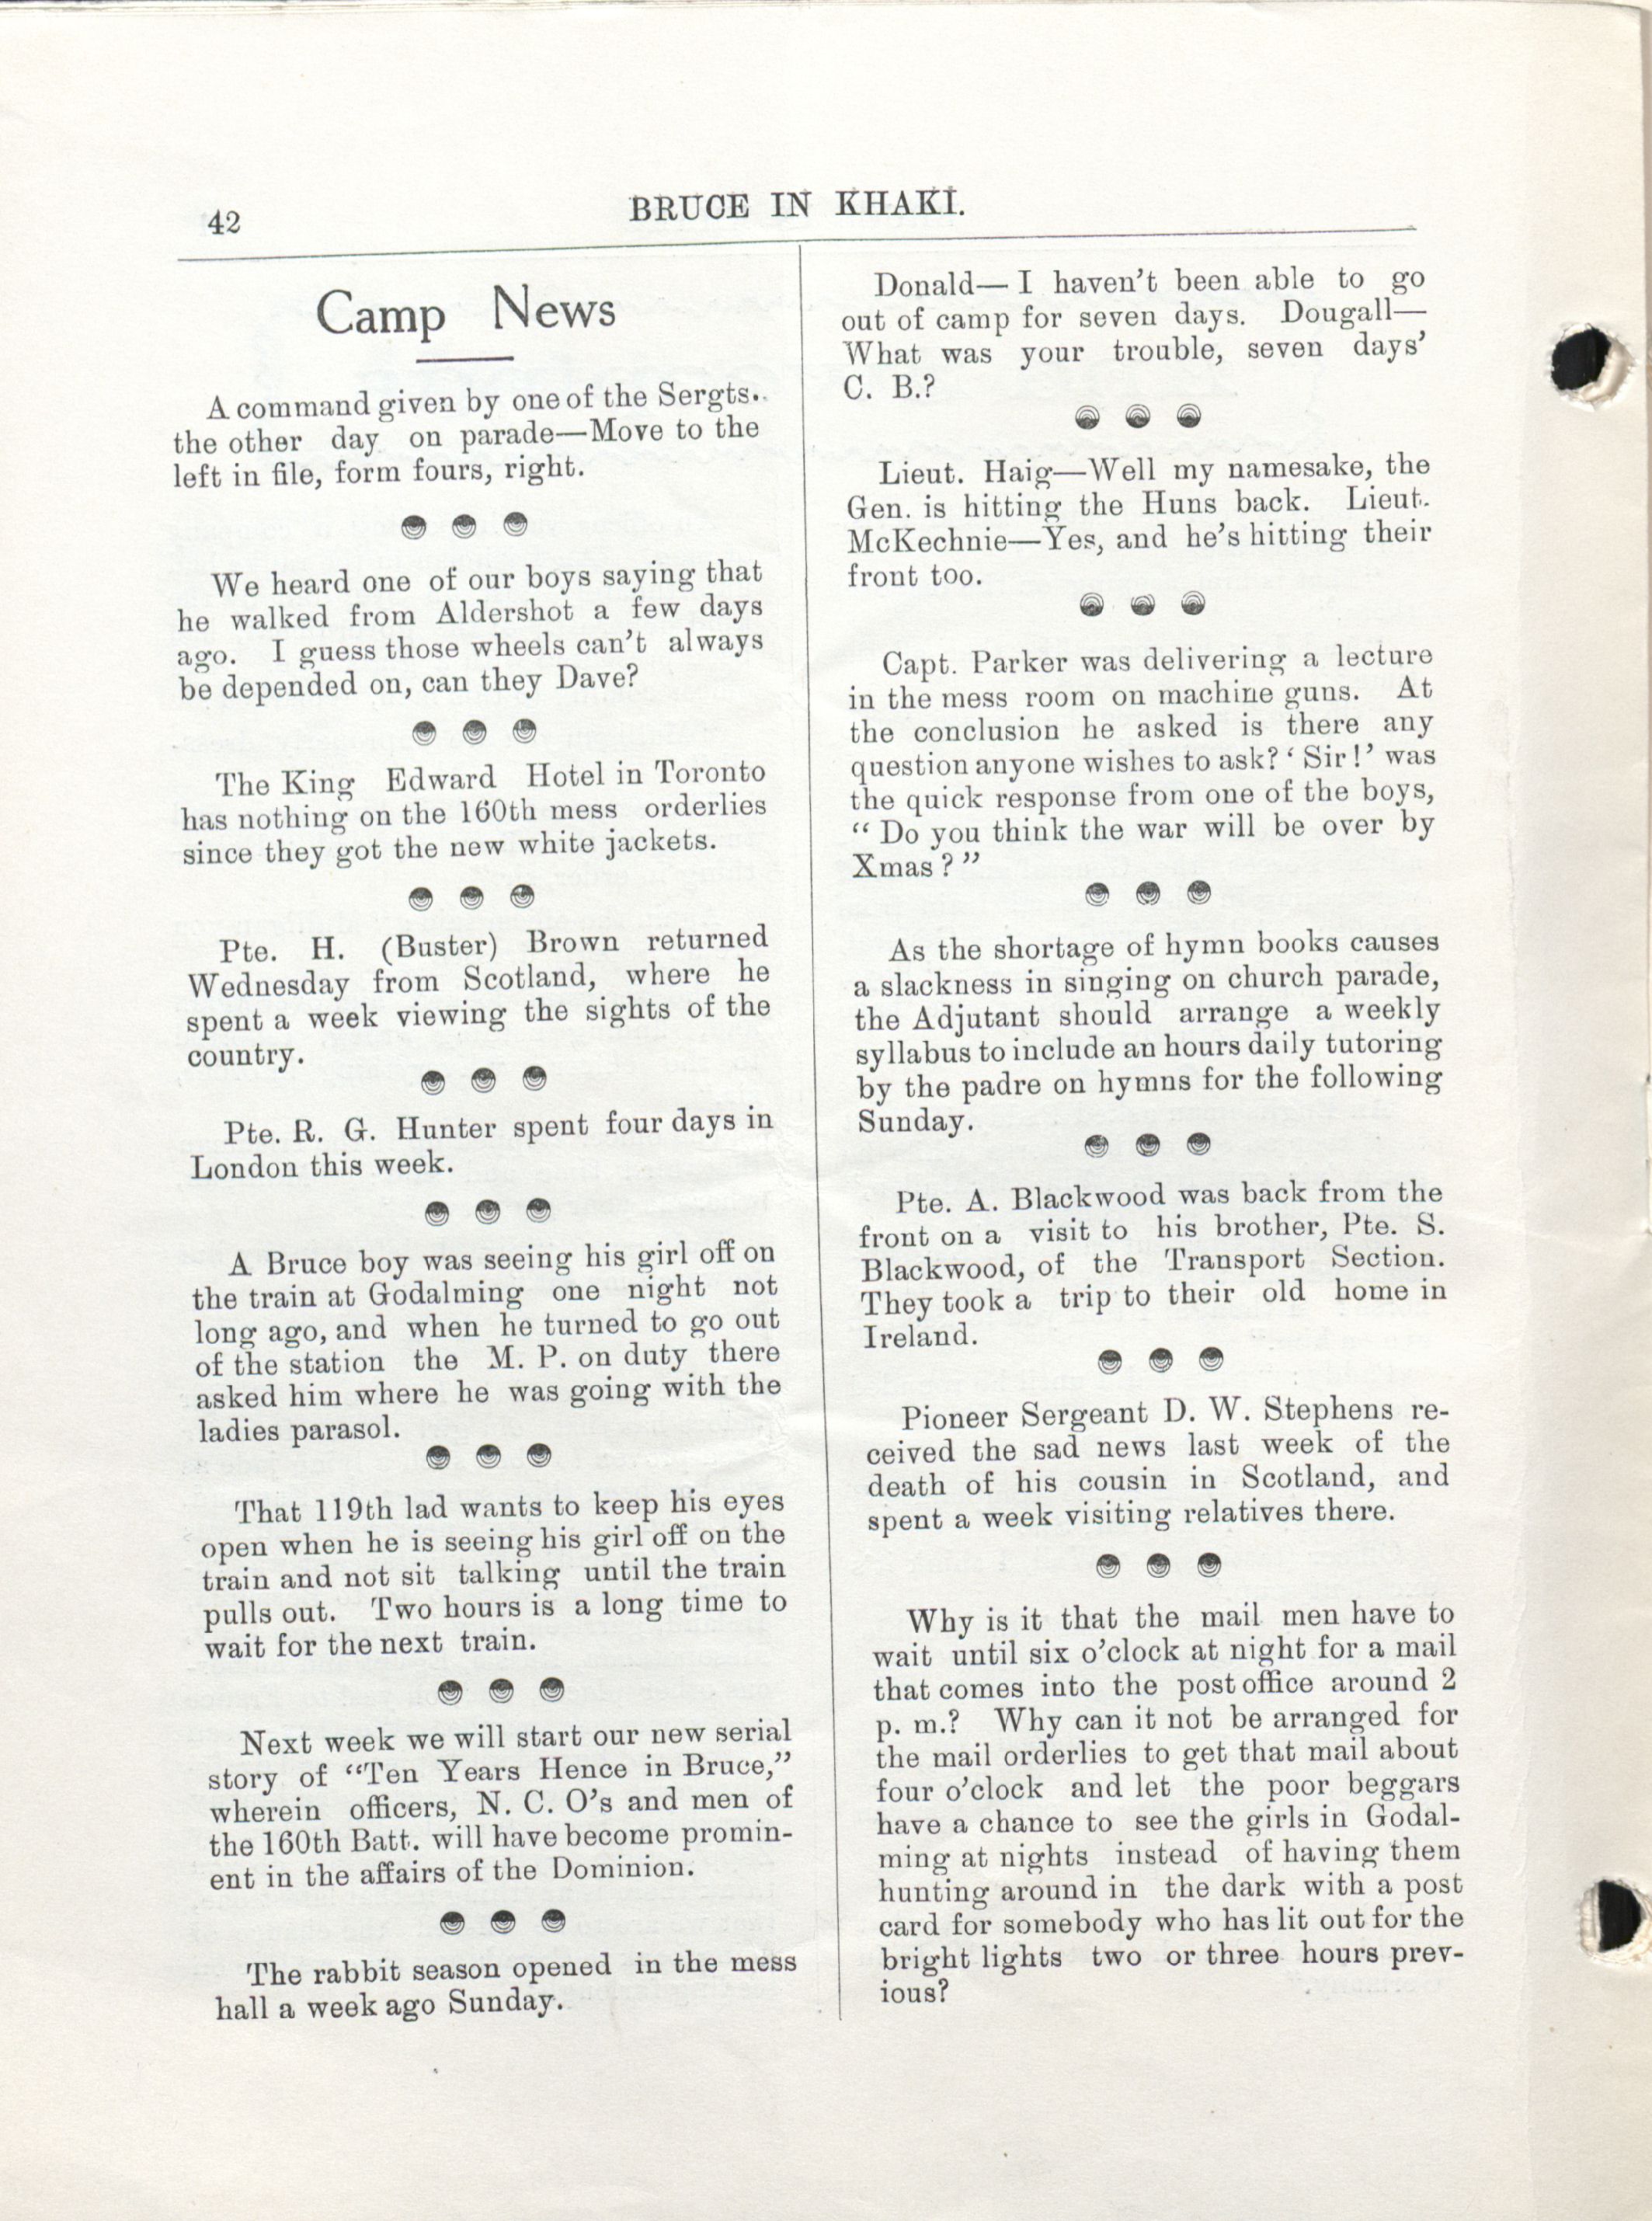 42
BRUCE IN KHAKI.
Camp News
A command given by one of the Sergts..
the other day on parade—Move to the
left in file, form fours, right.
We heard one of our boys saying that
he walked from Aldershot a few days
ago. I guess those wheels can't always
be depended on, can they Dave?
The King Edward Hotel in Toronto
has nothing on the 160th mess orderlies
since they got the new white jackets.
Pte. H. (Buster) Brown returned
Wednesday from Scotland, where he
spent a week viewing the sights of the
country.
Pte. R. G. Hunter spent four days in
London this week.
A Bruce boy was seeing his girl off on
the train at Godalming one night not
long ago, and when he turned to go out
of the station the M. P. on duty there
asked him where he was going with the
ladies parasol.
That 119th lad wants to keep his eyes
open when he is seeing his girl off on the
train and not sit talking until the train
pulls out. Two hours is a long time to
wait for the next train.
Next week we will start our new serial
story of “Ten Years Hence in Bruce,”
wherein officers, N. C. O's and men of
the 160th Batt. will have become promin-
ent in the affairs of the Dominion.
The rabbit season opened in the mess
hall a week ago Sunday.
Donald— I haven't been able to go
out of camp for seven days. Dougall—
What was your trouble, seven days'
C. B.?
Lieut. Haig—Well my namesake, the
Gen. is hitting the Huns back. Lieut.
McKechnie—Yes, and he's hitting their
front too.
Capt. Parker was delivering a lecture
in the mess room on machine guns. At
the conclusion he asked is there any
question anyone wishes to ask? ‘ Sir !’ was
the quick response from one of the boys,
“ Do you think the war will be over by
Xmas ? ”
As the shortage of hymn books causes
a slackness in singing on church parade,
the Adjutant should arrange a weekly
syllabus to include an hours daily tutoring
by the padre on hymns for the following
Sunday.
Pte. A. Blackwood was back from the
front on a visit to his brother, Pte. S.
Blackwood, of the Transport Section.
They took a trip to their old home in
Ireland.
Pioneer Sergeant D. W. Stephens re-
ceived the sad news last week of the
death of his cousin in Scotland, and
spent a week visiting relatives there.
Why is it that the mail men have to
wait until six o'clock at night for a mail
that comes into the post office around 2
p. m.? Why can it not be arranged for
the mail orderlies to get that mail about
four o'clock and let the poor beggars
have a chance to see the girls in Godal-
ming at nights instead of having them
hunting around in the dark with a post
card for somebody who has lit out for the
bright lights two or three hours prev-
ious?